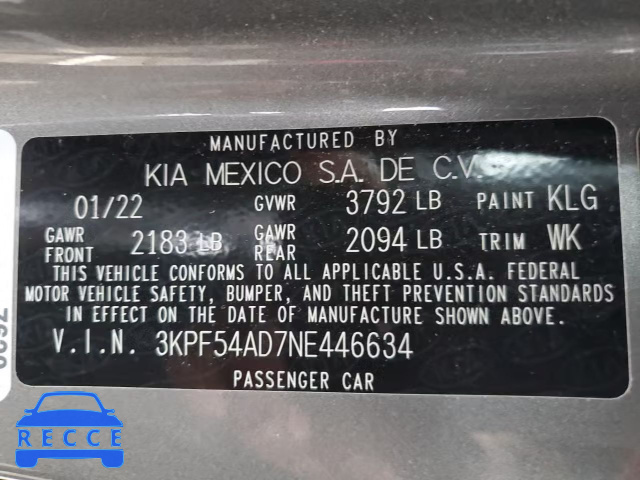 MANUFACTURED BY
KIA MEXICO S.A. DE C.V.
01/22 GVWR 3792 LB PAINT KLG
GAWR FRONT 2183 LB GAWR REAR 2094 LB TRIM WK
THIS VEHICLE CONFORMS TO ALL APPLICABLE U.S.A. FEDERAL
MOTOR VEHICLE SAFETY, BUMPER, AND THEFT PREVENTION STANDARDS
IN EFFECT ON THE DATE OF MANUFACTURE SHOWN ABOVE.
V.I.N. 3KPF54AD7NE446634
PASSENGER CAR
RECCE